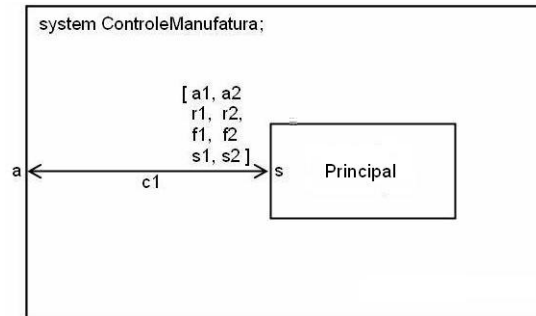 system ControleManufatura;
[ a1, a2
r1, r2,
f1, f2
s1, s2 ]
a
c1
s
Principal